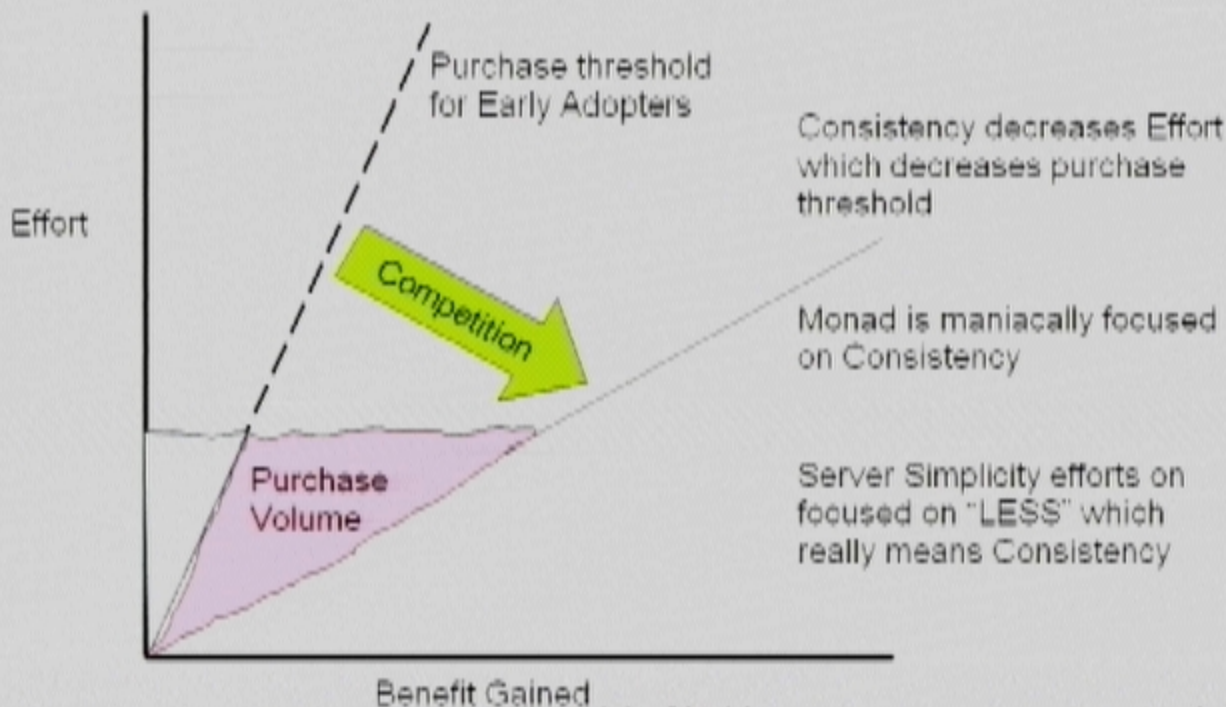 Purchase threshold
for Early Adopters
Consistency decreases Effort
which decreases purchase
threshold
Effort
Competition
Monad is maniacally focused
on Consistency
Purchase
Volume
Server Simplicity efforts on
focused on "LESS" which
really means Consistency
Benefit Gained